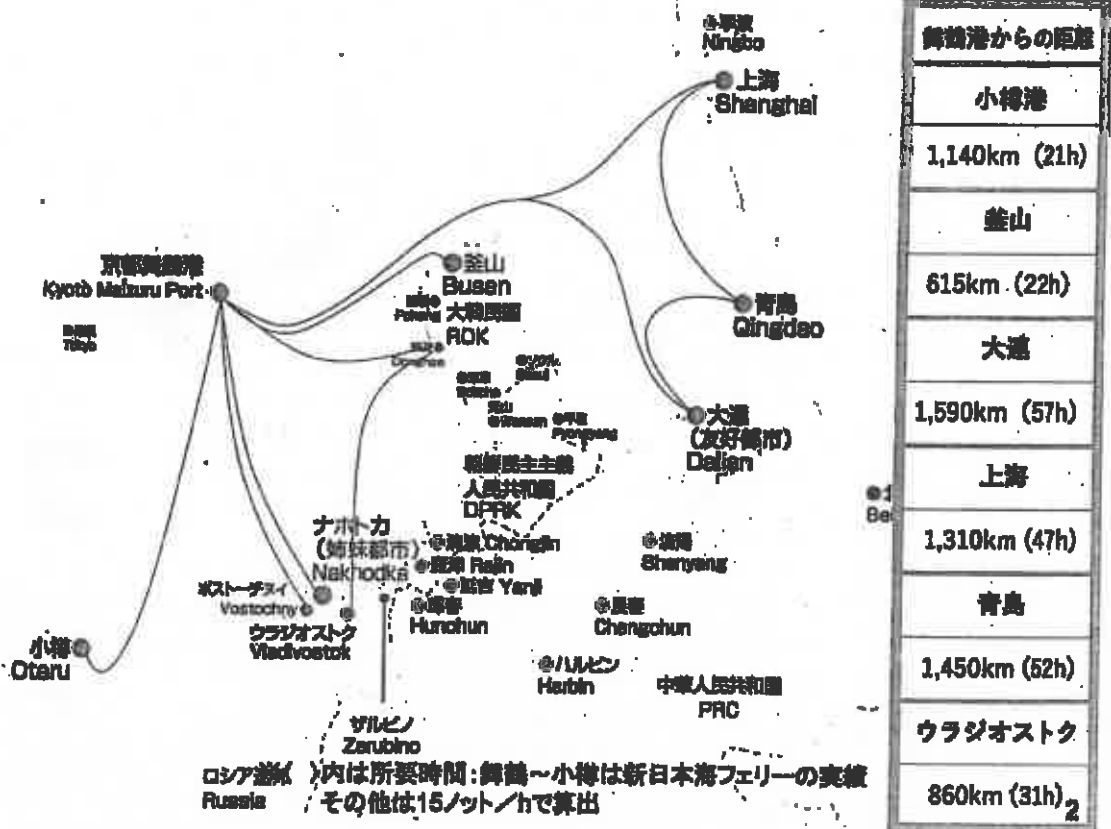 寧波
Ningbo
上海
Shanghai
京都舞鶴港
Kyoto Maizuru Port
釜山
Busan
大韓民国
ROK
青島
Qingdao
大連
(友好都市)
Dalian
朝鮮民主主義
人民共和国
DPRK
ナホトカ
(姉妹都市)
Nakhodka
清津 Chongjin
羅津 Rajin
延吉 Yanji
琿春
Hunchun
瀋陽
Shenyang
長春
Changchun
ハルビン
Harbin
中華人民共和国
PRC
ボストーチヌイ
Vostochny
ウラジオストク
Vladivostok
小樽
Otaru
ザルビノ
Zarubino
Russia
)内は所要時間:舞鶴～小樽は新日本海フェリーの実績
その他は15ノット/hで算出
舞鶴港からの距離
小樽港
1,140km (21h)
釜山
615km (22h)
大連
1,590km (57h)
上海
1,310km (47h)
青島
1,450km (52h)
ウラジオストク
860km (31h)
2